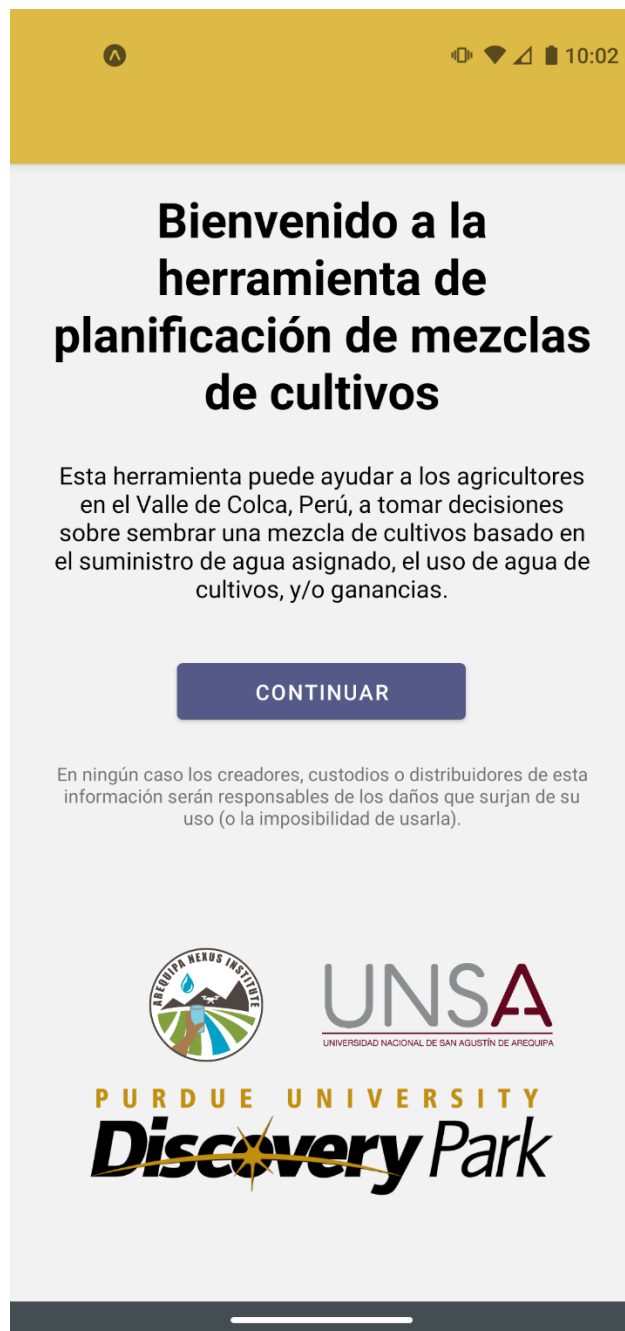 10:02
Bienvenido a la
herramienta de
planificación de mezclas
de cultivos
Esta herramienta puede ayudar a los agricultores
en el Valle de Colca, Perú, a tomar decisiones
sobre sembrar una mezcla de cultivos basado en
el suministro de agua asignado, el uso de agua de
cultivos, y/o ganancias.
CONTINUAR
En ningún caso los creadores, custodios o distribuidores de esta
información serán responsables de los daños que surjan de su
uso (o la imposibilidad de usarla).
AREQUIPA NEXUS INSTITUTE
UNSA
UNIVERSIDAD NACIONAL DE SAN AGUSTÍN DE AREQUIPA
PURDUE UNIVERSITY
Discovery Park